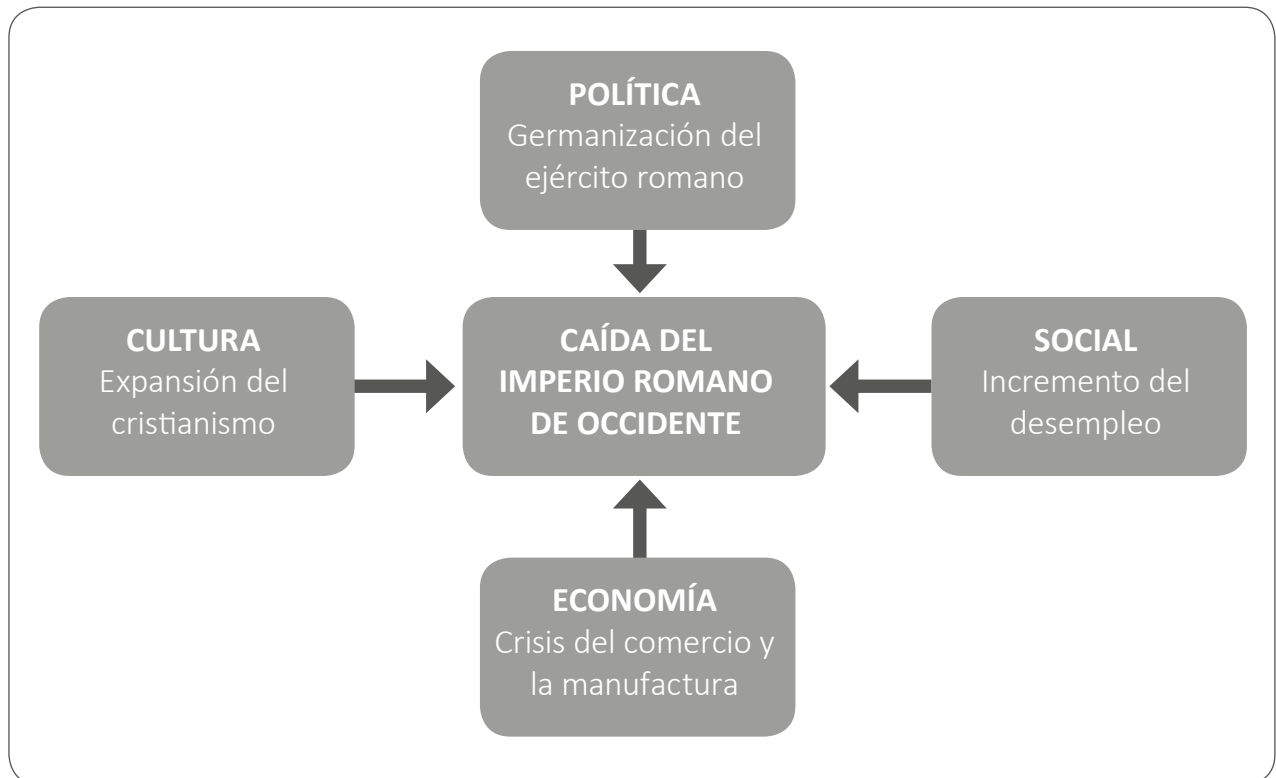 POLÍTICA
Germanización del
ejército romano
CULTURA
Expansión del
cristianismo
CAÍDA DEL
IMPERIO ROMANO
DE OCCIDENTE
SOCIAL
Incremento del
desempleo
ECONOMÍA
Crisis del comercio y
la manufactura